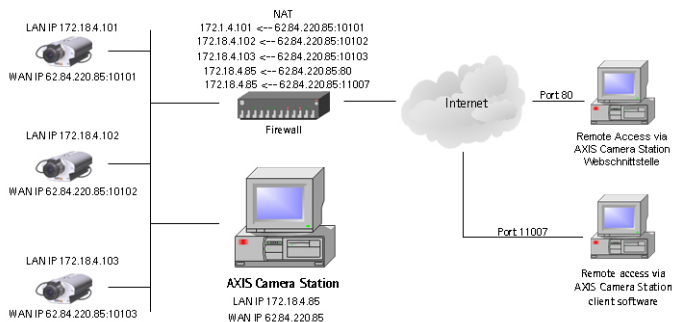 LAN IP 172.18.4.101
WAN IP 62.84.220.85:10101
LAN IP 172.18.4.102
WAN IP 62.84.220.85:10102
LAN IP 172.18.4.103
WAN IP 62.84.220.85:10103
NAT
172.1.4.101 <-- 62.84.220.85:10101
172.18.4.102 <-- 62.84.220.85:10102
172.18.4.103 <-- 62.84.220.85:10103
172.18.4.85 <-- 62.84.220.85:80
172.18.4.85 <-- 62.84.220.85:11007
Firewall
AXIS Camera Station
LAN IP 172.18.4.85
WAN IP 62.84.220.85
Internet
Port 80
Remote Access via
AXIS Camera Station
Webschnittstelle
Port 11007
Remote access via
AXIS Camera Station
client software